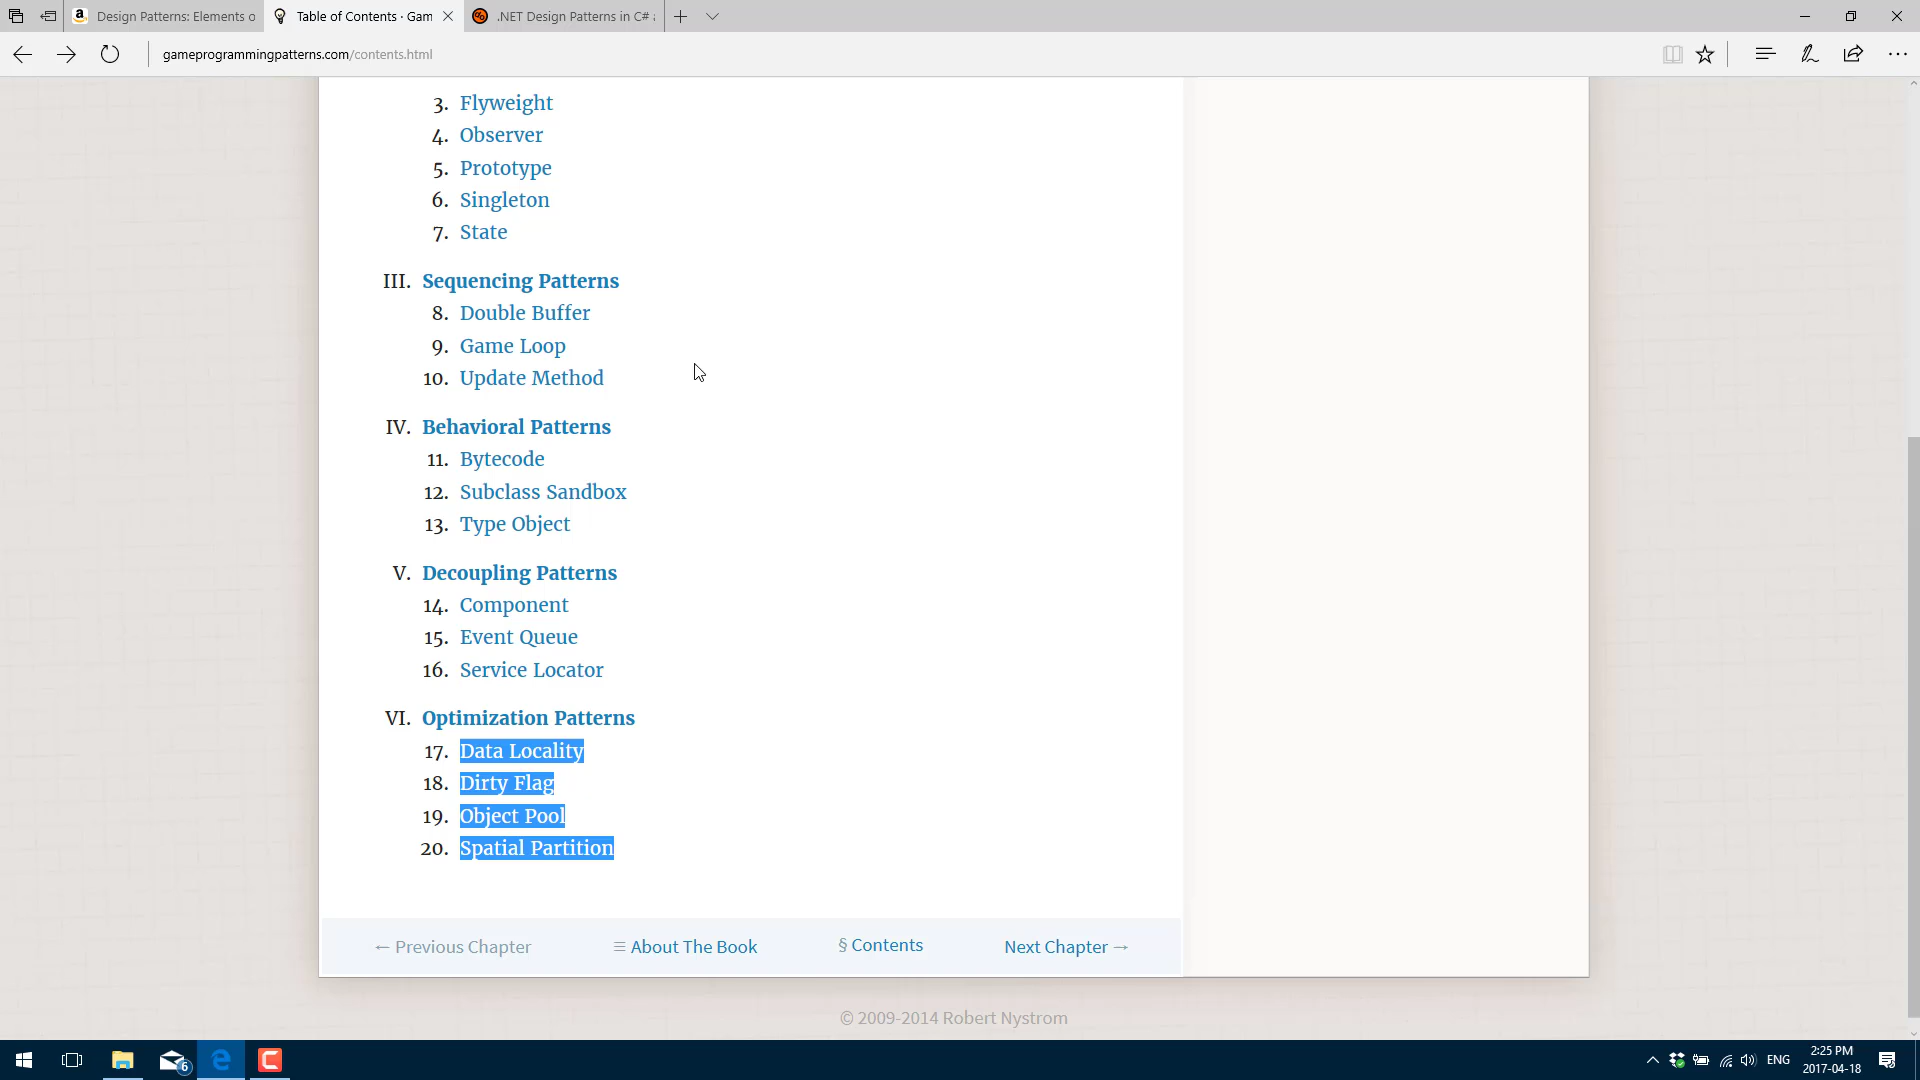 Design Patterns: Elements o
Table of Contents · Gam
.NET Design Patterns in C# a
gameprogrammingpatterns.com/contents.html
3. Flyweight
4. Observer
5. Prototype
6. Singleton
7. State
III. Sequencing Patterns
8. Double Buffer
9. Game Loop
10. Update Method
IV. Behavioral Patterns
11. Bytecode
12. Subclass Sandbox
13. Type Object
V. Decoupling Patterns
14. Component
15. Event Queue
16. Service Locator
VI. Optimization Patterns
17. Data Locality
18. Dirty Flag
19. Object Pool
20. Spatial Partition
← Previous Chapter ≡ About The Book § Contents Next Chapter →
© 2009-2014 Robert Nystrom
6
ENG
2:25 PM
2017-04-18